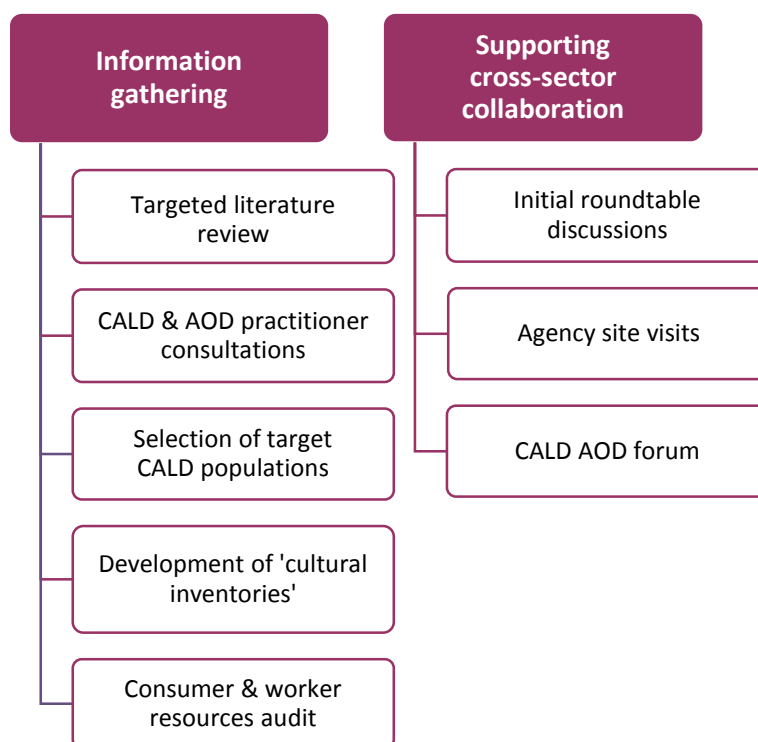 Information
gathering
Targeted literature
review
CALD & AOD practitioner
consultations
Selection of target
CALD populations
Development of 'cultural
inventories'
Consumer & worker
resources audit
Supporting
cross-sector
collaboration
Initial roundtable
discussions
Agency site visits
CALD AOD forum